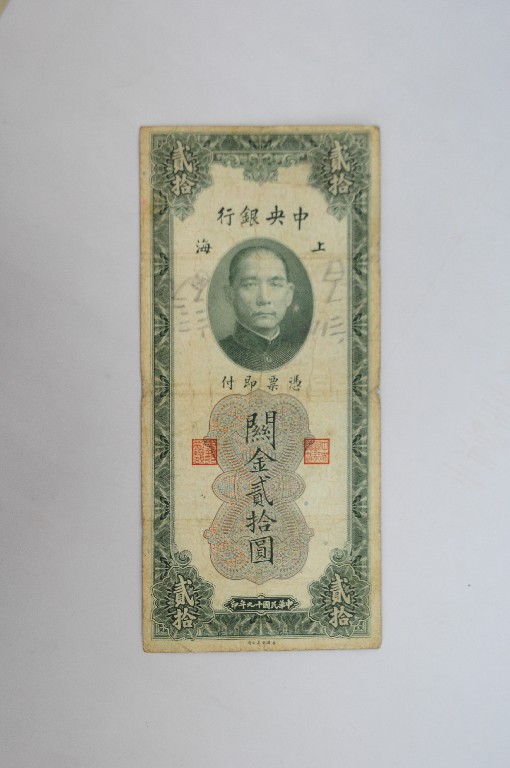 貳拾 貳拾
中央銀行
上海
憑票即付
關金貳拾圓
貳拾 貳拾
中華民國十九年印